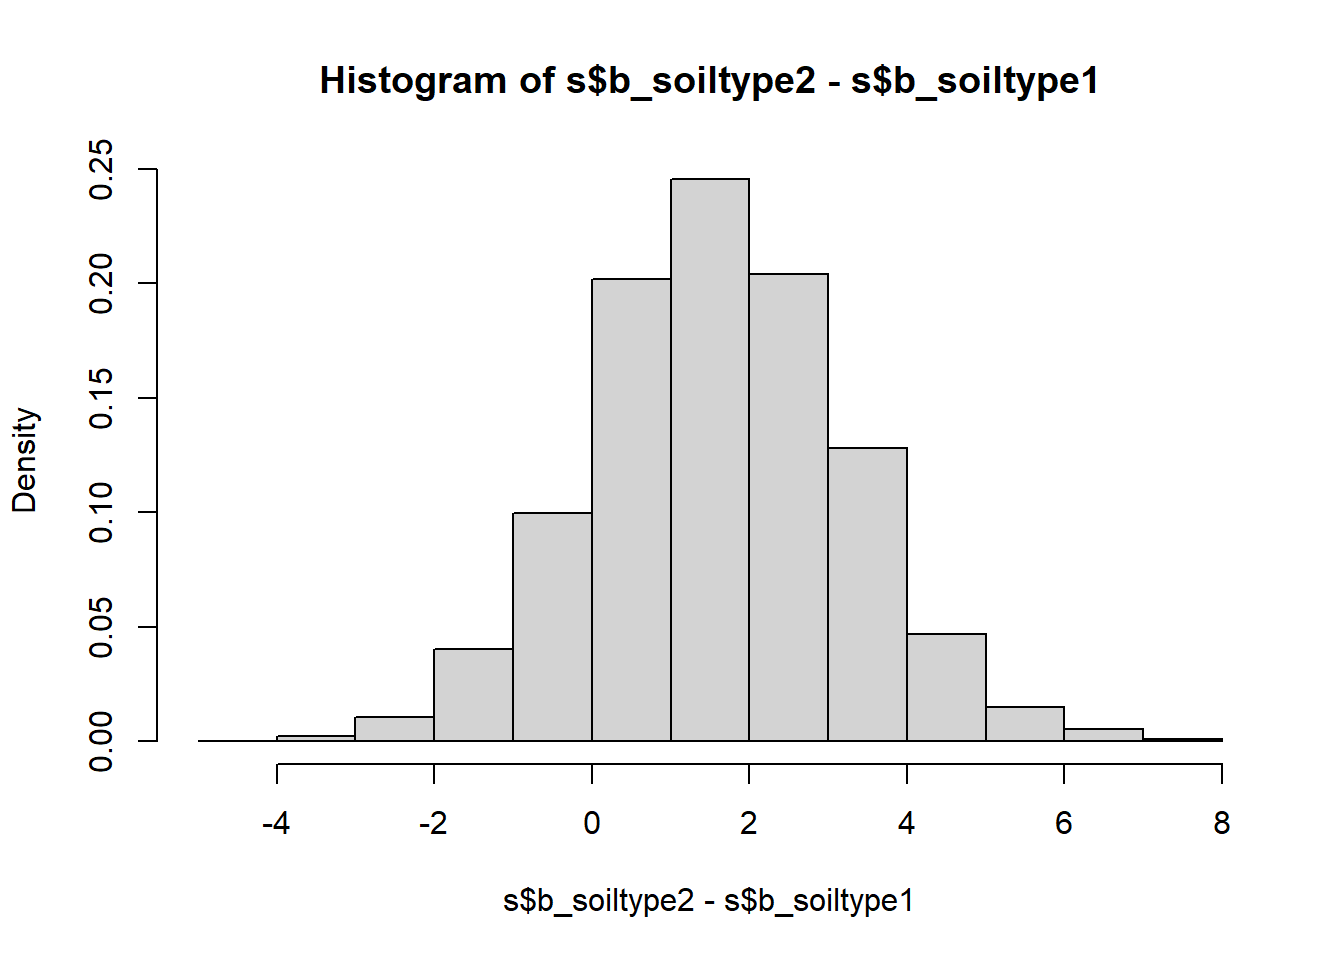 Histogram of s$b_soiltype2 - s$b_soiltype1
Density
0.25
0.20
0.15
0.10
0.05
0.00
-4 -2 0 2 4 6 8
s$b_soiltype2 - s$b_soiltype1